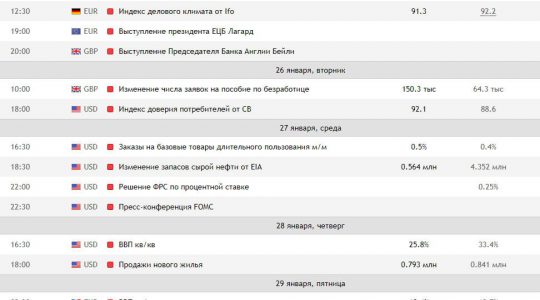 12:30 EUR Индекс делового климата от Ifo 91.3 92.2
19:00 EUR Выступление президента ЕЦБ Лагард
20:00 GBP Выступление Председателя Банка Англии Бейли
26 января, вторник
10:00 GBP Изменение числа заявок на пособие по безработице 150.3 тыс 64.3 тыс
18:00 USD Индекс доверия потребителей от CB 92.1 88.6
27 января, среда
16:30 USD Заказы на базовые товары длительного пользования м/м 0.5% 0.4%
18:30 USD Изменение запасов сырой нефти от EIA 0.564 млн 4.352 млн
22:00 USD Решение ФРС по процентной ставке 0.25%
22:30 USD Пресс-конференция FOMC
28 января, четверг
16:30 USD ВВП кв/кв 25.8% 33.4%
18:00 USD Продажи нового жилья 0.793 млн 0.841 млн
29 января, пятница